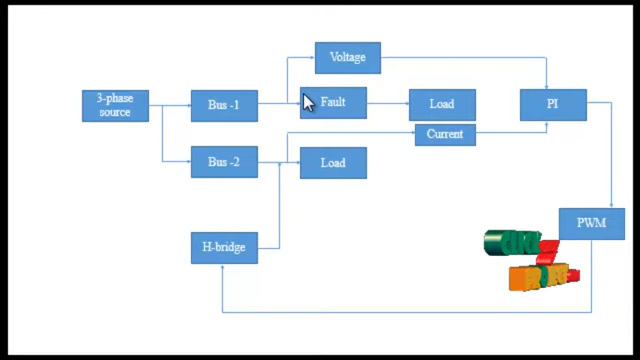 Voltage
3-phase
source
Bus -1
Fault
Load
PI
Current
Bus -2
Load
PWM
H-bridge